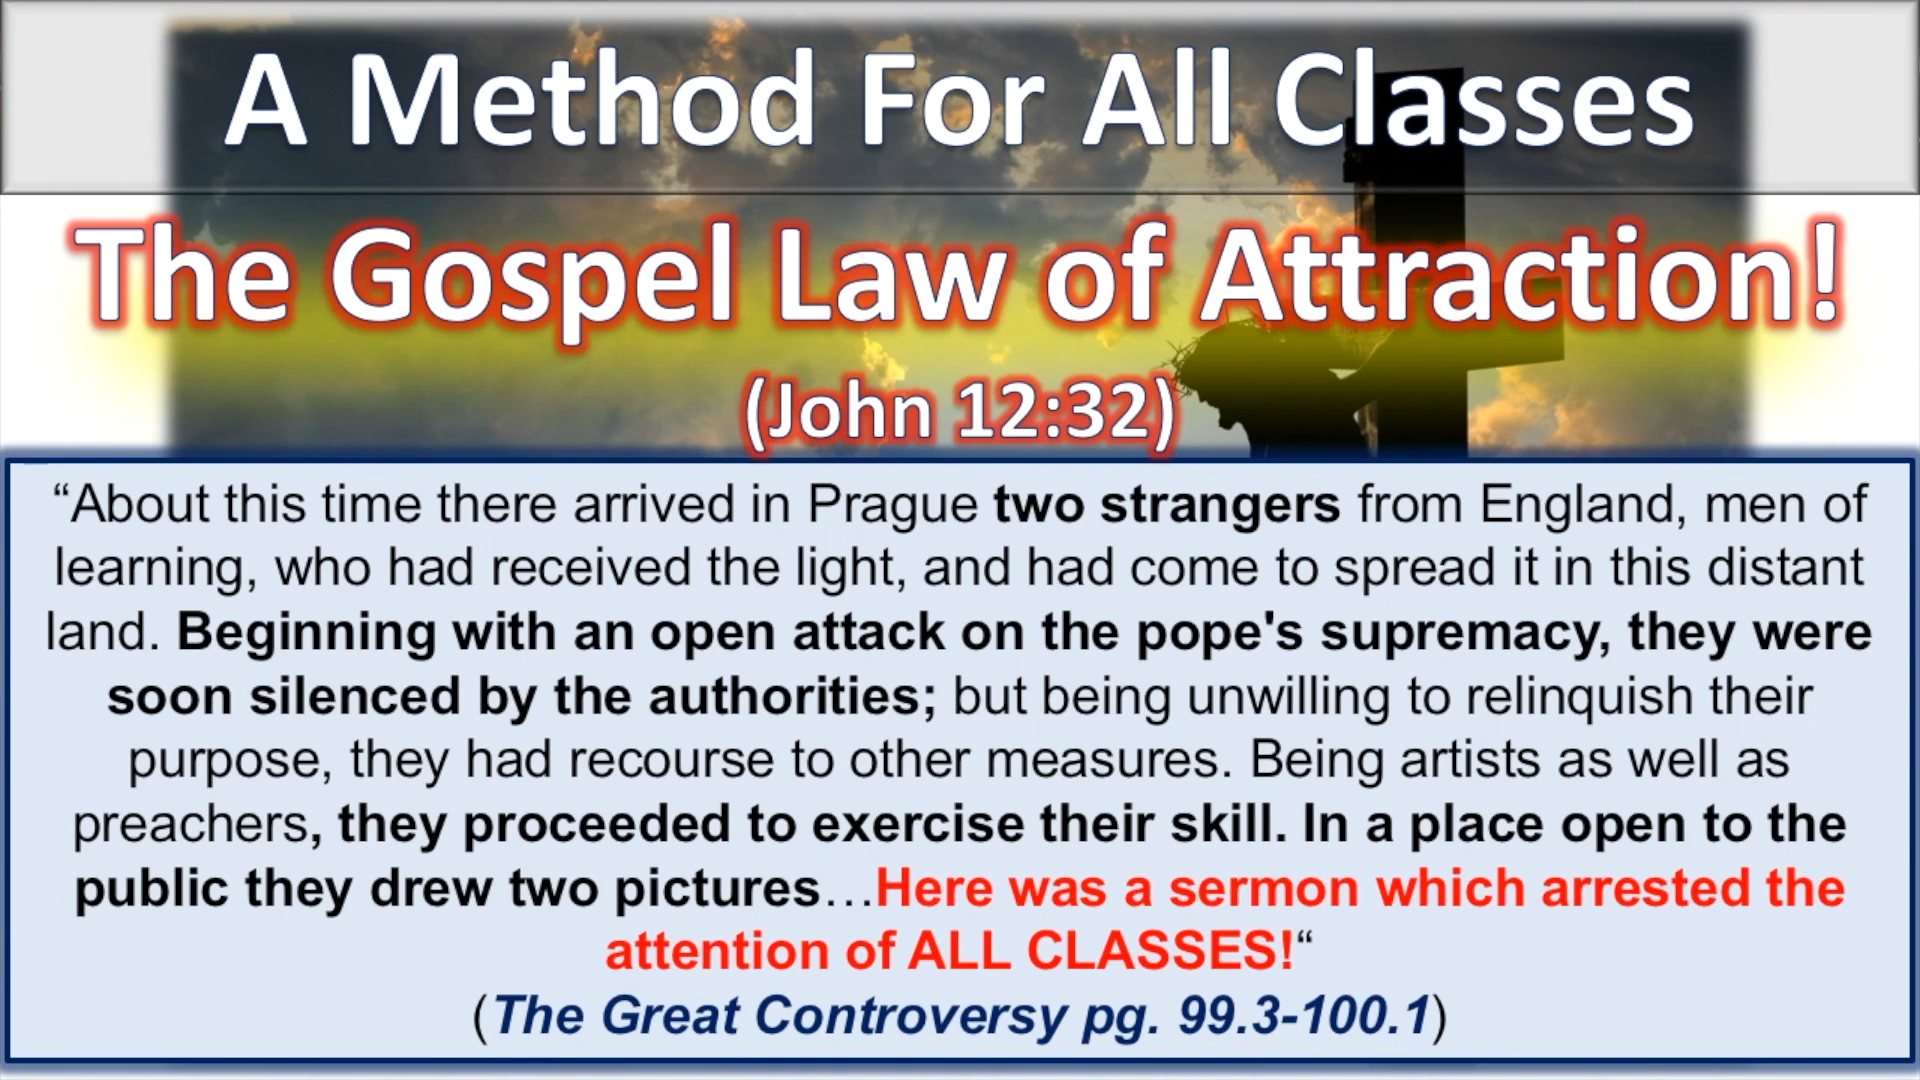 A Method For All Classes
The Gospel Law of Attraction!
(John 12:32)
“About this time there arrived in Prague two strangers from England, men of
learning, who had received the light, and had come to spread it in this distant
land. Beginning with an open attack on the pope's supremacy, they were
soon silenced by the authorities; but being unwilling to relinquish their
purpose, they had recourse to other measures. Being artists as well as
preachers, they proceeded to exercise their skill. In a place open to the
public they drew two pictures…Here was a sermon which arrested the
attention of ALL CLASSES!“
(The Great Controversy pg. 99.3-100.1)